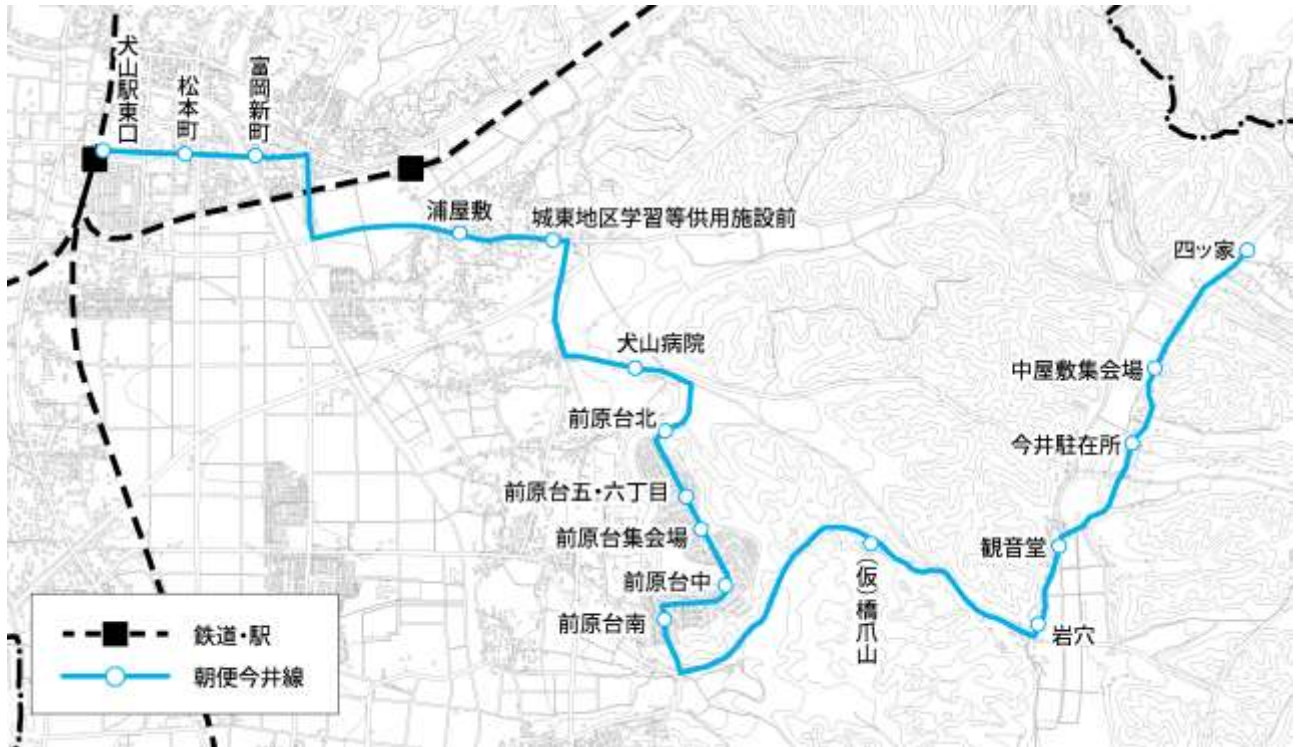 犬山駅東口
松本町
富岡新町
浦屋敷
城東地区学習等供用施設前
四ッ家
犬山病院
中屋敷集会場
前原台北
今井駐在所
前原台五・六丁目
前原台集会場
観音堂
(仮)橋爪山
前原台中
前原台南
岩穴
鉄道・駅
朝便今井線